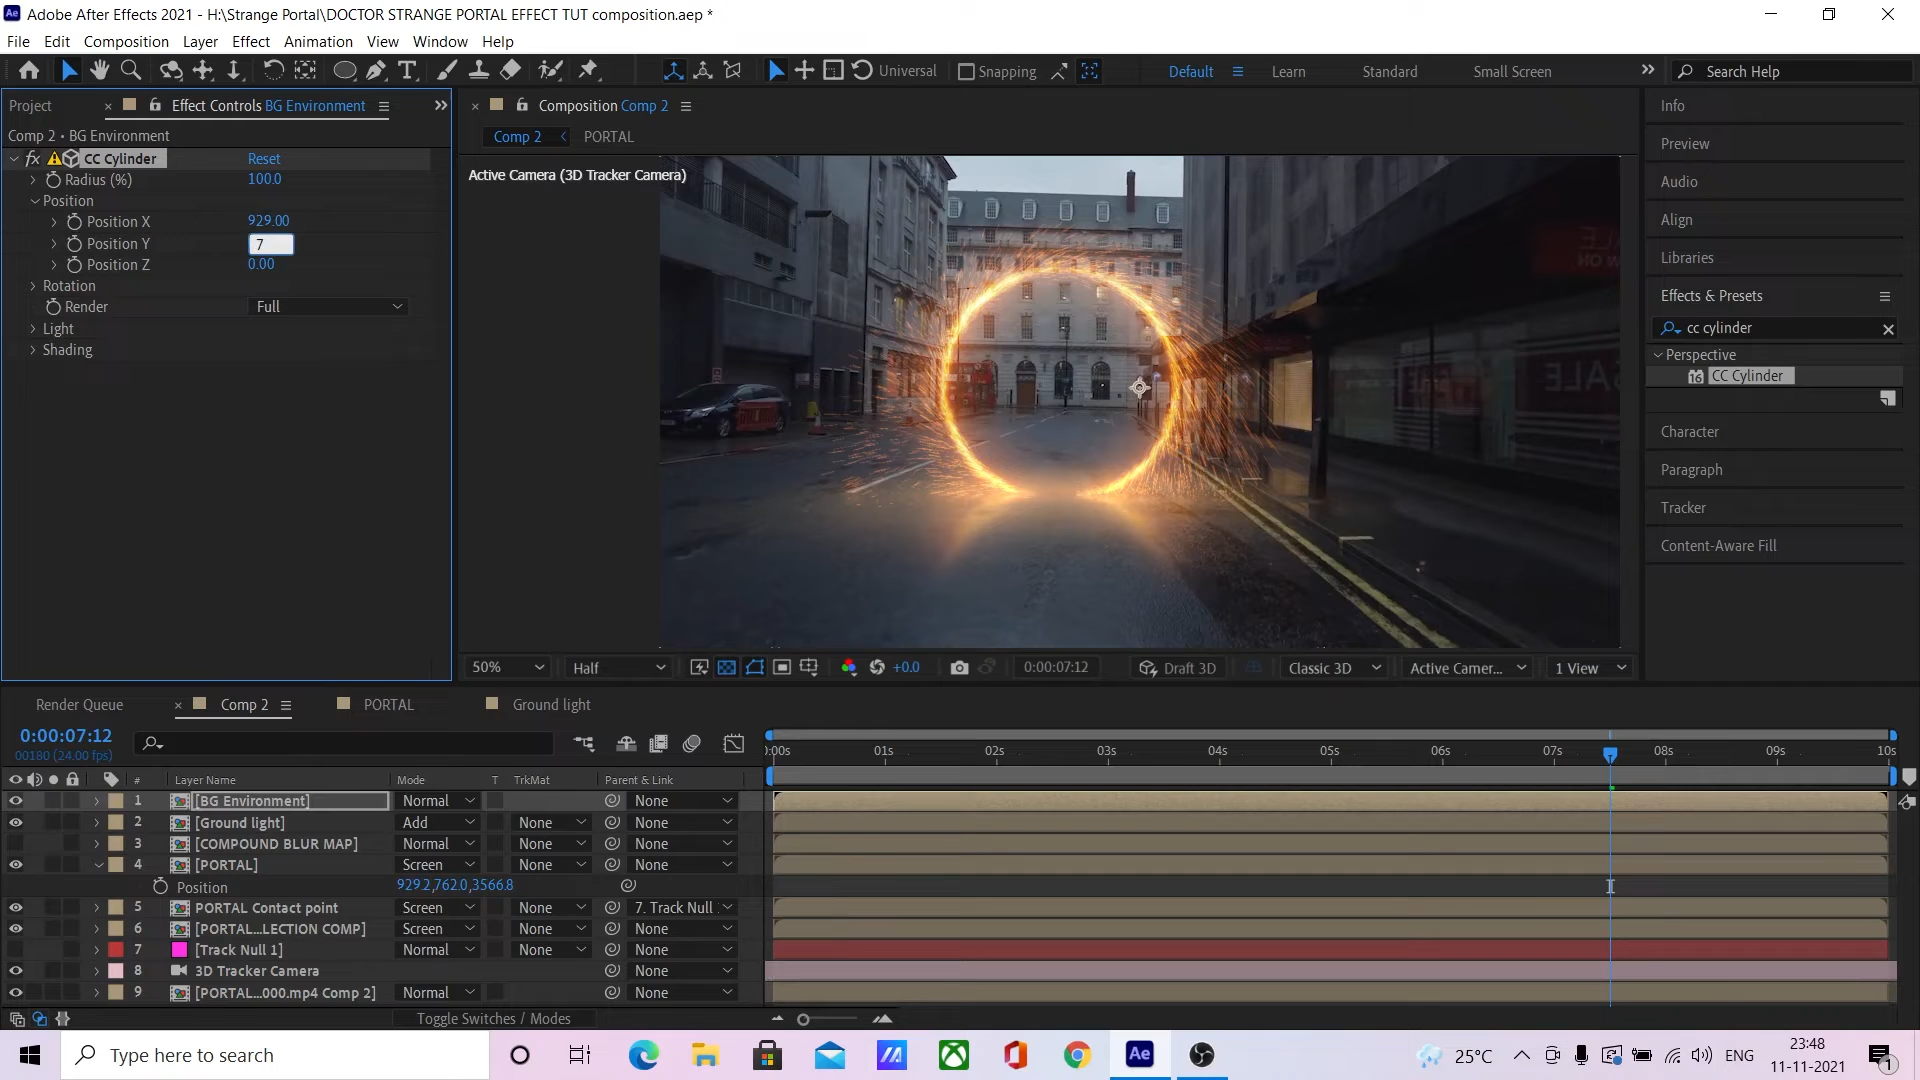 Adobe After Effects 2021 - H:\Strange Portal\DOCTOR STRANGE PORTAL EFFECT TUT composition.aep *
File Edit Composition Layer Effect Animation View Window Help
Universal Snapping Default Learn Standard Small Screen Search Help
Project Effect Controls BG Environment
Comp 2 • BG Environment
fx CC Cylinder Reset
Radius (%) 100.0
Position
Position X 929.00
Position Y 7
Position Z 0.00
Rotation
Render Full
Light
Shading
Composition Comp 2
Comp 2 PORTAL
Active Camera (3D Tracker Camera)
50% Half +0.0 0:00:07:12 Draft 3D Classic 3D Active Camer... 1 View
Info
Preview
Audio
Align
Libraries
Effects & Presets
cc cylinder
Perspective
16 CC Cylinder
Character
Paragraph
Tracker
Content-Aware Fill
Render Queue Comp 2 PORTAL Ground light
0:00:07:12
00180 (24.00 fps)
):00s 01s 02s 03s 04s 05s 06s 07s 08s 09s 10s
# Layer Name Mode T TrkMat Parent & Link
1 [BG Environment] Normal None
2 [Ground light] Add None None
3 [COMPOUND BLUR MAP] Normal None None
4 [PORTAL] Screen None None
Position 929.2,762.0,3566.8
5 PORTAL Contact point Screen None 7. Track Null
6 [PORTAL...LECTION COMP] Screen None None
7 [Track Null 1] Normal None None
8 3D Tracker Camera None
9 [PORTAL...000.mp4 Comp 2] Normal None None
Toggle Switches / Modes
Type here to search
Ae
25°C
ENG
23:48
11-11-2021
1